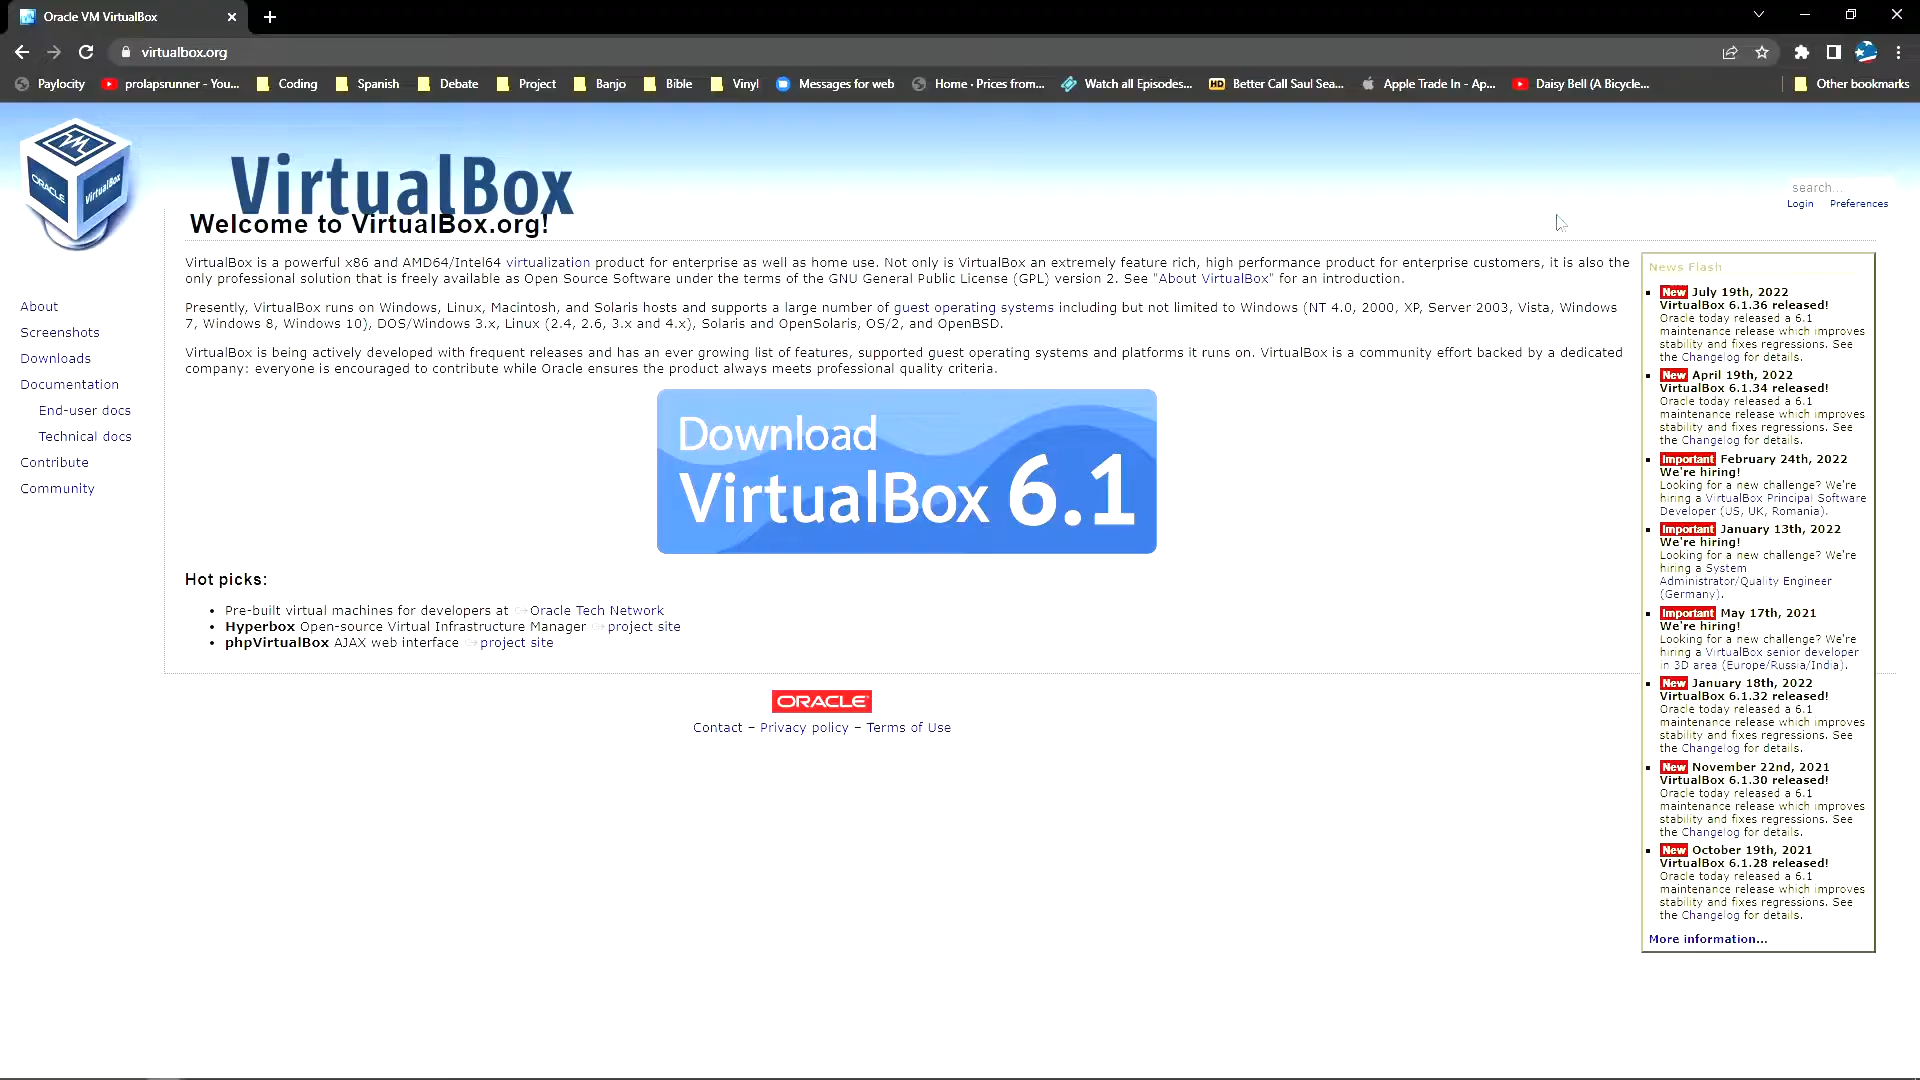 Oracle VM VirtualBox
virtualbox.org
Paylocity
prolapsrunner - You...
Coding
Spanish
Debate
Project
Banjo
Bible
Vinyl
Messages for web
Home · Prices from...
Watch all Episodes...
HD Better Call Saul Sea...
Apple Trade In - Ap...
Daisy Bell (A Bicycle...
Other bookmarks
ORACLE
VirtualBox
VirtualBox
search...
Login Preferences
About
Screenshots
Downloads
Documentation
End-user docs
Technical docs
Contribute
Community
Welcome to VirtualBox.org!
VirtualBox is a powerful x86 and AMD64/Intel64 virtualization product for enterprise as well as home use. Not only is VirtualBox an extremely feature rich, high performance product for enterprise customers, it is also the
only professional solution that is freely available as Open Source Software under the terms of the GNU General Public License (GPL) version 2. See "About VirtualBox" for an introduction.
Presently, VirtualBox runs on Windows, Linux, Macintosh, and Solaris hosts and supports a large number of guest operating systems including but not limited to Windows (NT 4.0, 2000, XP, Server 2003, Vista, Windows
7, Windows 8, Windows 10), DOS/Windows 3.x, Linux (2.4, 2.6, 3.x and 4.x), Solaris and OpenSolaris, OS/2, and OpenBSD.
VirtualBox is being actively developed with frequent releases and has an ever growing list of features, supported guest operating systems and platforms it runs on. VirtualBox is a community effort backed by a dedicated
company: everyone is encouraged to contribute while Oracle ensures the product always meets professional quality criteria.
Download
VirtualBox 6.1
Hot picks:
Pre-built virtual machines for developers at Oracle Tech Network
Hyperbox Open-source Virtual Infrastructure Manager project site
phpVirtualBox AJAX web interface project site
ORACLE
Contact – Privacy policy – Terms of Use
News Flash
New July 19th, 2022
VirtualBox 6.1.36 released!
Oracle today released a 6.1
maintenance release which improves
stability and fixes regressions. See
the Changelog for details.
New April 19th, 2022
VirtualBox 6.1.34 released!
Oracle today released a 6.1
maintenance release which improves
stability and fixes regressions. See
the Changelog for details.
Important February 24th, 2022
We're hiring!
Looking for a new challenge? We're
hiring a VirtualBox Principal Software
Developer (US, UK, Romania).
Important January 13th, 2022
We're hiring!
Looking for a new challenge? We're
hiring a System
Administrator/Quality Engineer
(Germany).
Important May 17th, 2021
We're hiring!
Looking for a new challenge? We're
hiring a VirtualBox senior developer
in 3D area (Europe/Russia/India).
New January 18th, 2022
VirtualBox 6.1.32 released!
Oracle today released a 6.1
maintenance release which improves
stability and fixes regressions. See
the Changelog for details.
New November 22nd, 2021
VirtualBox 6.1.30 released!
Oracle today released a 6.1
maintenance release which improves
stability and fixes regressions. See
the Changelog for details.
New October 19th, 2021
VirtualBox 6.1.28 released!
Oracle today released a 6.1
maintenance release which improves
stability and fixes regressions. See
the Changelog for details.
More information...